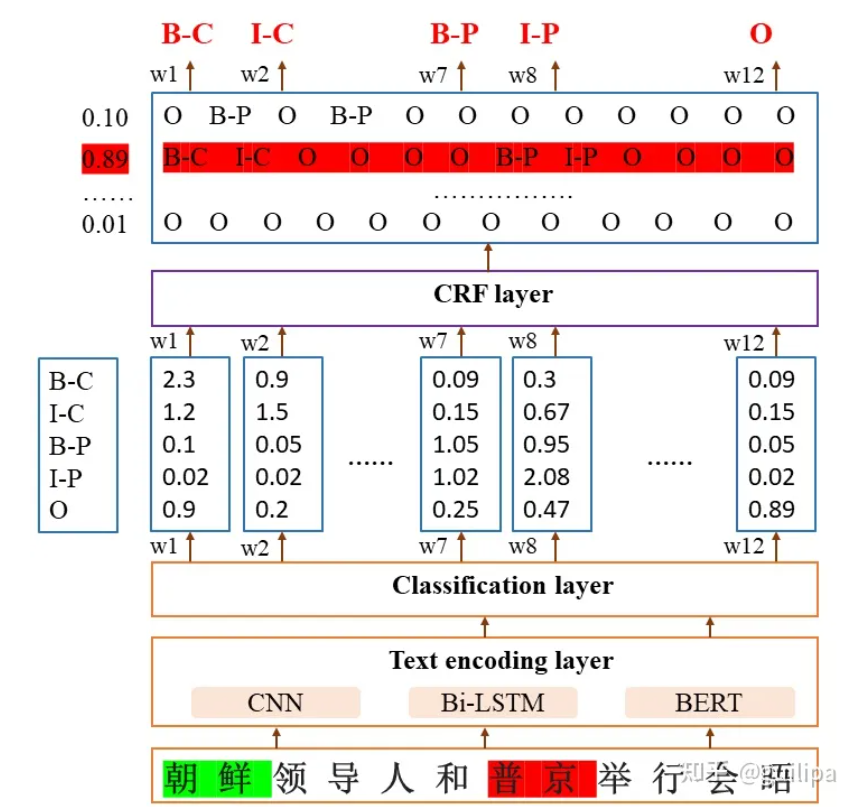 B-C I-C B-P I-P O
w1 w2 w7 w8 w12
0.10 O B-P O B-P O O O O O O O O
0.89 B-C I-C O O O O B-P I-P O O O O
...... ................
0.01 O O O O O O O O O O O O
CRF layer
w1 w2 w7 w8 w12
B-C 2.3 0.9 0.09 0.3 0.09
I-C 1.2 1.5 0.15 0.67 0.15
B-P 0.1 0.05 1.05 0.95 0.05
...... ......
I-P 0.02 0.02 1.02 2.08 0.02
O 0.9 0.2 0.25 0.47 0.89
w1 w2 w7 w8 w12
Classification layer
Text encoding layer
CNN Bi-LSTM BERT
朝鲜领导人和普京举行会晤
知乎